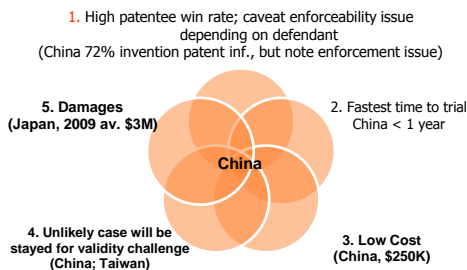 1. High patentee win rate; caveat enforceability issue
depending on defendant
(China 72% invention patent inf., but note enforcement issue)
5. Damages
(Japan, 2009 av. $3M)
2. Fastest time to trial
China < 1 year
China
4. Unlikely case will be
stayed for validity challenge
(China; Taiwan)
3. Low Cost
(China, $250K)